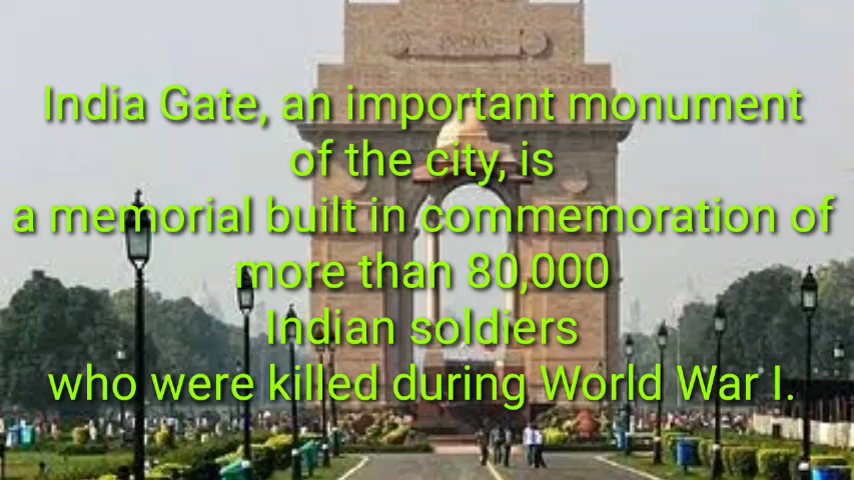 INDIA
India Gate, an important monument
of the city, is
a memorial built in commemoration of
more than 80,000
Indian soldiers
who were killed during World War I.